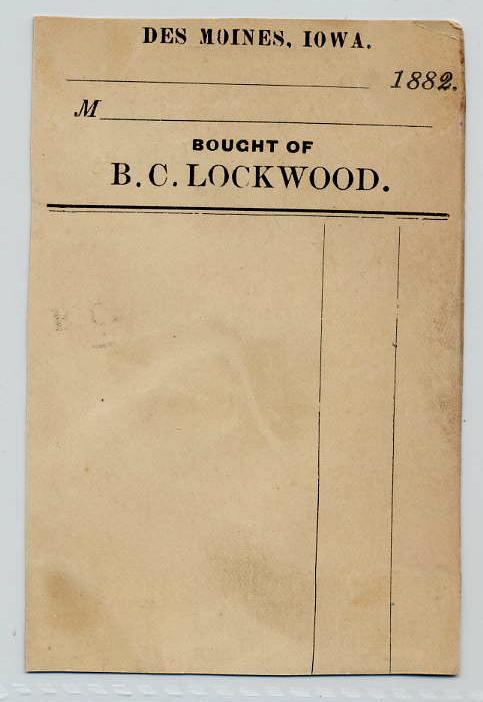 DES MOINES, IOWA.
1882.
M
BOUGHT OF
B. C. LOCKWOOD.